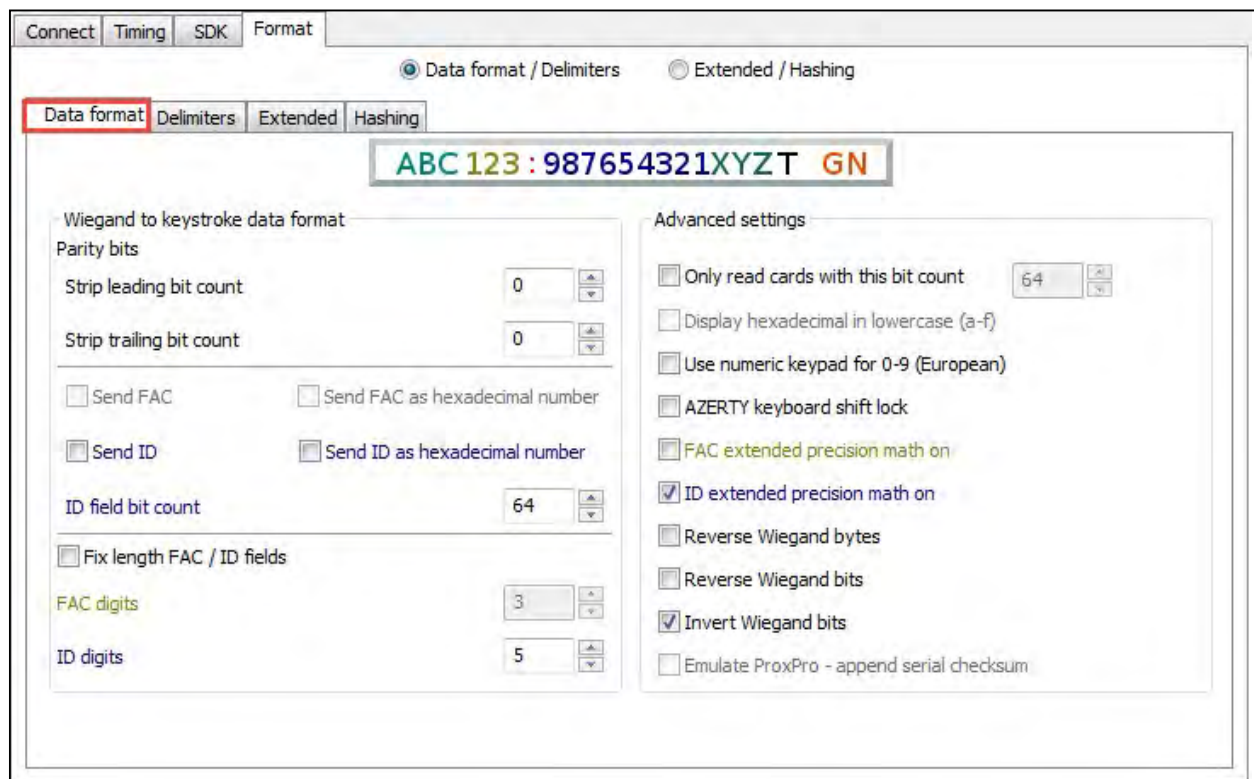 Connect Timing SDK Format
Data format / Delimiters Extended / Hashing
Data format Delimiters Extended Hashing
ABC 123 : 987654321XYZT GN
Wiegand to keystroke data format
Parity bits
Strip leading bit count 0
Strip trailing bit count 0
Send FAC Send FAC as hexadecimal number
Send ID Send ID as hexadecimal number
ID field bit count 64
Fix length FAC / ID fields
FAC digits 3
ID digits 5
Advanced settings
Only read cards with this bit count 64
Display hexadecimal in lowercase (a-f)
Use numeric keypad for 0-9 (European)
AZERTY keyboard shift lock
FAC extended precision math on
ID extended precision math on
Reverse Wiegand bytes
Reverse Wiegand bits
Invert Wiegand bits
Emulate ProxPro - append serial checksum